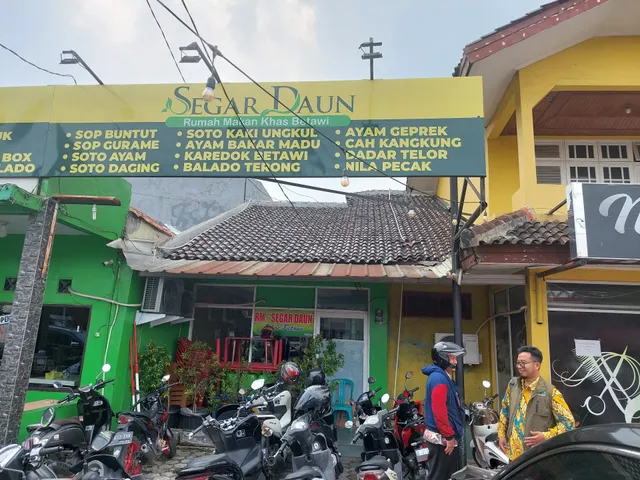 SEGAR DAUN
Rumah Makan Khas Betawi
• SOP BUNTUT
• SOP GURAME
• SOTO AYAM
• SOTO DAGING
• SOTO KAKI UNGKUL
• AYAM BAKAR MADU
• KAREDOK BETAWI
• BALADO TERONG
• AYAM GEPREK
• CAH KANGKUNG
• DADAR TELOR
• NILA PECAK
BOX
RM. SEGAR DAUN